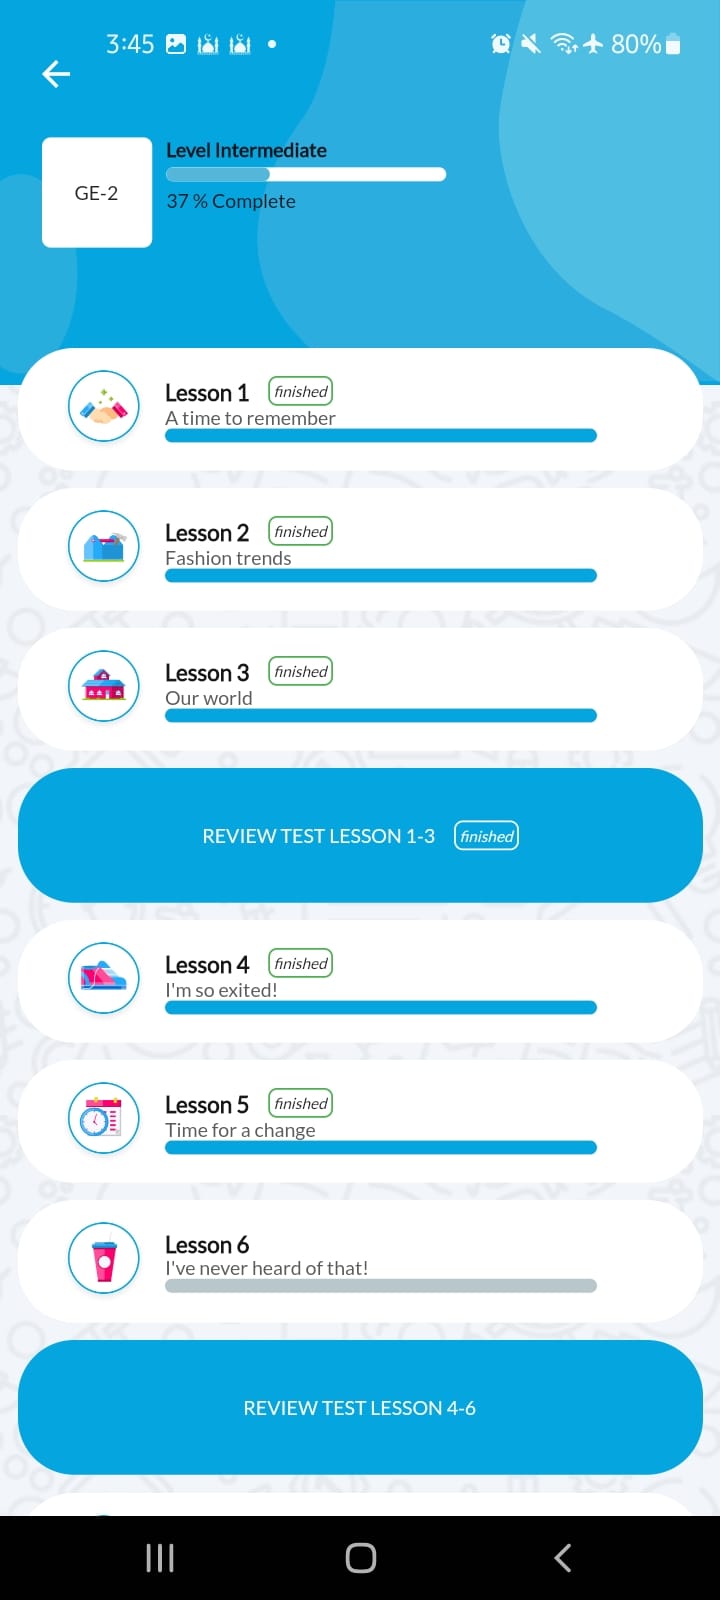 3:45 80%
Level Intermediate
GE-2
37 % Complete
Lesson 1 finished
A time to remember
Lesson 2 finished
Fashion trends
Lesson 3 finished
Our world
REVIEW TEST LESSON 1-3 finished
Lesson 4 finished
I'm so exited!
Lesson 5 finished
Time for a change
Lesson 6
I've never heard of that!
REVIEW TEST LESSON 4-6